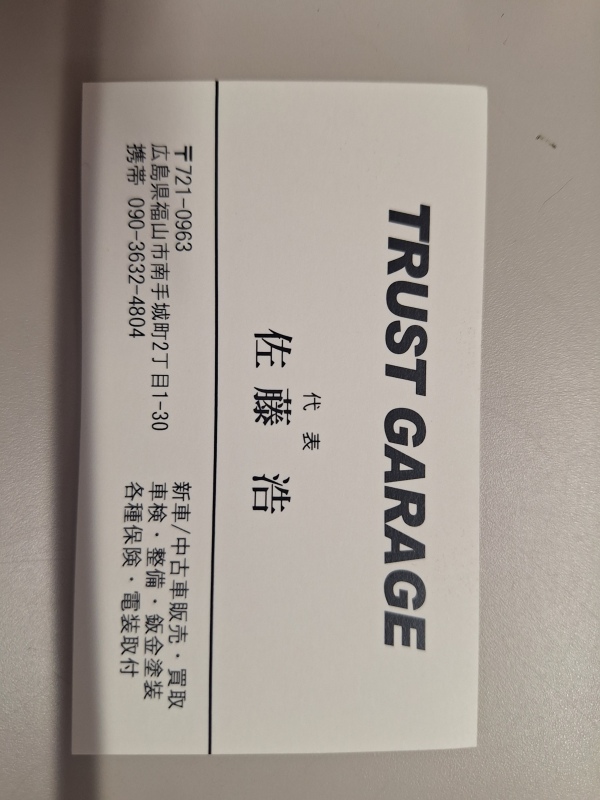 TRUST GARAGE
代表
佐藤 浩
〒721-0963
広島県福山市南手城町2丁目1-30
携帯 090-3632-4804
新車/中古車販売・買取
車検・整備・鈑金塗装
各種保険・電装取付